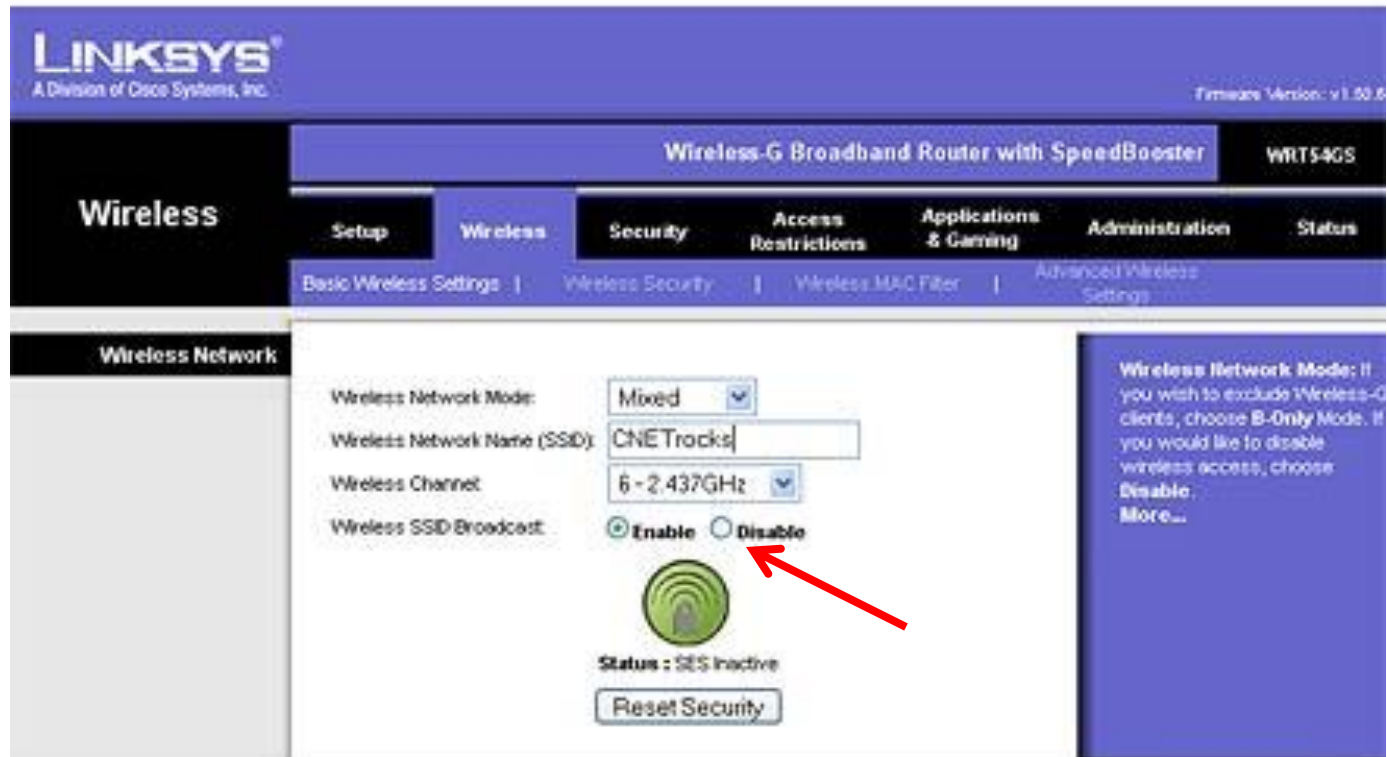 LINKSYS®
A Division of Cisco Systems, Inc.
Firmware Version: v1.50.6
Wireless-G Broadband Router with SpeedBooster
WRT54GS
Wireless
Setup
Wireless
Security
Access
Restrictions
Applications
& Gaming
Administration
Status
Basic Wireless Settings |
Wireless Security |
Wireless MAC Filter |
Advanced Wireless
Settings
Wireless Network
Wireless Network Mode:
Mixed
Wireless Network Name (SSID):
CNETrocks
Wireless Channel:
6 - 2.437GHz
Wireless SSID Broadcast:
Enable Disable
Status : SES Inactive
Reset Security
Wireless Network Mode: If
you wish to exclude Wireless-G
clients, choose B-Only Mode. If
you would like to disable
wireless access, choose
Disable.
More...